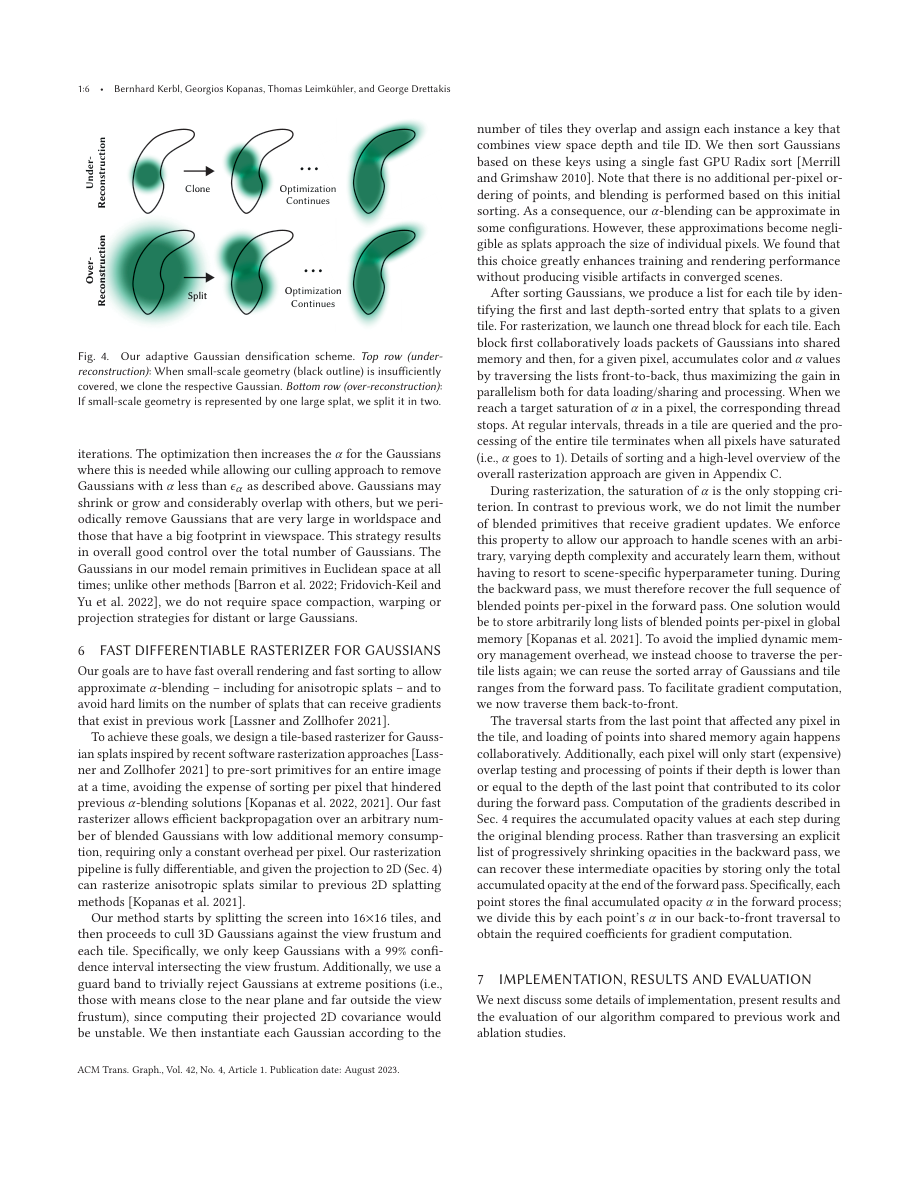 1:6 • Bernhard Kerbl, Georgios Kopanas, Thomas Leimkühler, and George Drettakis
Under-
Reconstruction
Clone
...
Optimization
Continues
Over-
Reconstruction
Split
...
Optimization
Continues
Fig. 4. Our adaptive Gaussian densification scheme. Top row (under-
reconstruction): When small-scale geometry (black outline) is insufficiently
covered, we clone the respective Gaussian. Bottom row (over-reconstruction):
If small-scale geometry is represented by one large splat, we split it in two.
iterations. The optimization then increases the α for the Gaussians
where this is needed while allowing our culling approach to remove
Gaussians with α less than ϵα as described above. Gaussians may
shrink or grow and considerably overlap with others, but we peri-
odically remove Gaussians that are very large in worldspace and
those that have a big footprint in viewspace. This strategy results
in overall good control over the total number of Gaussians. The
Gaussians in our model remain primitives in Euclidean space at all
times; unlike other methods [Barron et al. 2022; Fridovich-Keil and
Yu et al. 2022], we do not require space compaction, warping or
projection strategies for distant or large Gaussians.
6 FAST DIFFERENTIABLE RASTERIZER FOR GAUSSIANS
Our goals are to have fast overall rendering and fast sorting to allow
approximate α-blending – including for anisotropic splats – and to
avoid hard limits on the number of splats that can receive gradients
that exist in previous work [Lassner and Zollhofer 2021].
To achieve these goals, we design a tile-based rasterizer for Gauss-
ian splats inspired by recent software rasterization approaches [Lass-
ner and Zollhofer 2021] to pre-sort primitives for an entire image
at a time, avoiding the expense of sorting per pixel that hindered
previous α-blending solutions [Kopanas et al. 2022, 2021]. Our fast
rasterizer allows efficient backpropagation over an arbitrary num-
ber of blended Gaussians with low additional memory consump-
tion, requiring only a constant overhead per pixel. Our rasterization
pipeline is fully differentiable, and given the projection to 2D (Sec. 4)
can rasterize anisotropic splats similar to previous 2D splatting
methods [Kopanas et al. 2021].
Our method starts by splitting the screen into 16×16 tiles, and
then proceeds to cull 3D Gaussians against the view frustum and
each tile. Specifically, we only keep Gaussians with a 99% confi-
dence interval intersecting the view frustum. Additionally, we use a
guard band to trivially reject Gaussians at extreme positions (i.e.,
those with means close to the near plane and far outside the view
frustum), since computing their projected 2D covariance would
be unstable. We then instantiate each Gaussian according to the
number of tiles they overlap and assign each instance a key that
combines view space depth and tile ID. We then sort Gaussians
based on these keys using a single fast GPU Radix sort [Merrill
and Grimshaw 2010]. Note that there is no additional per-pixel or-
dering of points, and blending is performed based on this initial
sorting. As a consequence, our α-blending can be approximate in
some configurations. However, these approximations become negli-
gible as splats approach the size of individual pixels. We found that
this choice greatly enhances training and rendering performance
without producing visible artifacts in converged scenes.
After sorting Gaussians, we produce a list for each tile by iden-
tifying the first and last depth-sorted entry that splats to a given
tile. For rasterization, we launch one thread block for each tile. Each
block first collaboratively loads packets of Gaussians into shared
memory and then, for a given pixel, accumulates color and α values
by traversing the lists front-to-back, thus maximizing the gain in
parallelism both for data loading/sharing and processing. When we
reach a target saturation of α in a pixel, the corresponding thread
stops. At regular intervals, threads in a tile are queried and the pro-
cessing of the entire tile terminates when all pixels have saturated
(i.e., α goes to 1). Details of sorting and a high-level overview of the
overall rasterization approach are given in Appendix C.
During rasterization, the saturation of α is the only stopping cri-
terion. In contrast to previous work, we do not limit the number
of blended primitives that receive gradient updates. We enforce
this property to allow our approach to handle scenes with an arbi-
trary, varying depth complexity and accurately learn them, without
having to resort to scene-specific hyperparameter tuning. During
the backward pass, we must therefore recover the full sequence of
blended points per-pixel in the forward pass. One solution would
be to store arbitrarily long lists of blended points per-pixel in global
memory [Kopanas et al. 2021]. To avoid the implied dynamic mem-
ory management overhead, we instead choose to traverse the per-
tile lists again; we can reuse the sorted array of Gaussians and tile
ranges from the forward pass. To facilitate gradient computation,
we now traverse them back-to-front.
The traversal starts from the last point that affected any pixel in
the tile, and loading of points into shared memory again happens
collaboratively. Additionally, each pixel will only start (expensive)
overlap testing and processing of points if their depth is lower than
or equal to the depth of the last point that contributed to its color
during the forward pass. Computation of the gradients described in
Sec. 4 requires the accumulated opacity values at each step during
the original blending process. Rather than trasversing an explicit
list of progressively shrinking opacities in the backward pass, we
can recover these intermediate opacities by storing only the total
accumulated opacity at the end of the forward pass. Specifically, each
point stores the final accumulated opacity α in the forward process;
we divide this by each point's α in our back-to-front traversal to
obtain the required coefficients for gradient computation.
7 IMPLEMENTATION, RESULTS AND EVALUATION
We next discuss some details of implementation, present results and
the evaluation of our algorithm compared to previous work and
ablation studies.
ACM Trans. Graph., Vol. 42, No. 4, Article 1. Publication date: August 2023.